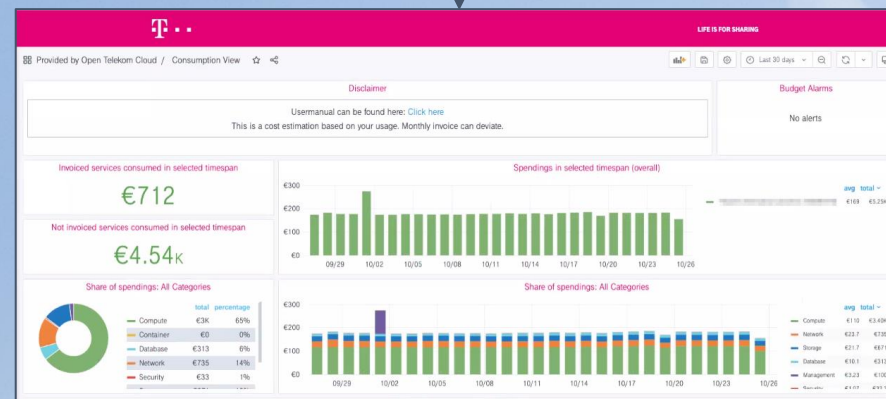 T
LIFE IS FOR SHARING
Provided by Open Telekom Cloud / Consumption View
Last 30 days
Disclaimer
Usermanual can be found here: Click here
This is a cost estimation based on your usage. Monthly invoice can deviate.
Budget Alarms
No alerts
Invoiced services consumed in selected timespan
€712
Not invoiced services consumed in selected timespan
€4.54K
Spendings in selected timespan (overall)
€300
€200
€100
€0
09/29 10/02 10/05 10/08 10/11 10/14 10/17 10/20 10/23 10/26
avg total
€169 €5.25K
Share of spendings: All Categories
total percentage
Compute €3K 65%
Container €0 0%
Database €313 6%
Network €735 14%
Security €33 1%
Share of spendings: All Categories
€300
€200
€100
€0
09/29 10/02 10/05 10/08 10/11 10/14 10/17 10/20 10/23 10/26
avg total
Compute €110 €3.40K
Network €23.7 €735
Storage €21.7 €671
Database €10.1 €313
Management €3.23 €100